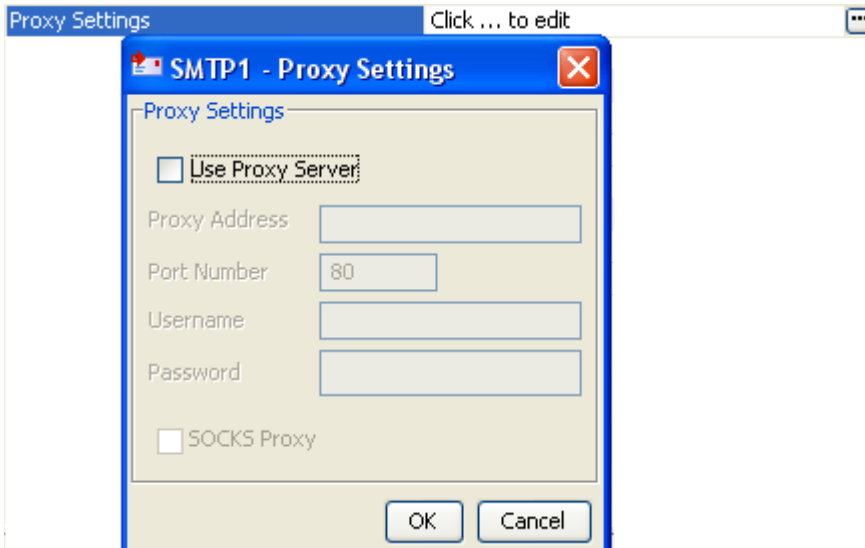 Proxy Settings Click ... to edit ...
SMTP1 - Proxy Settings
Proxy Settings
Use Proxy Server
Proxy Address
Port Number 80
Username
Password
SOCKS Proxy
OK Cancel